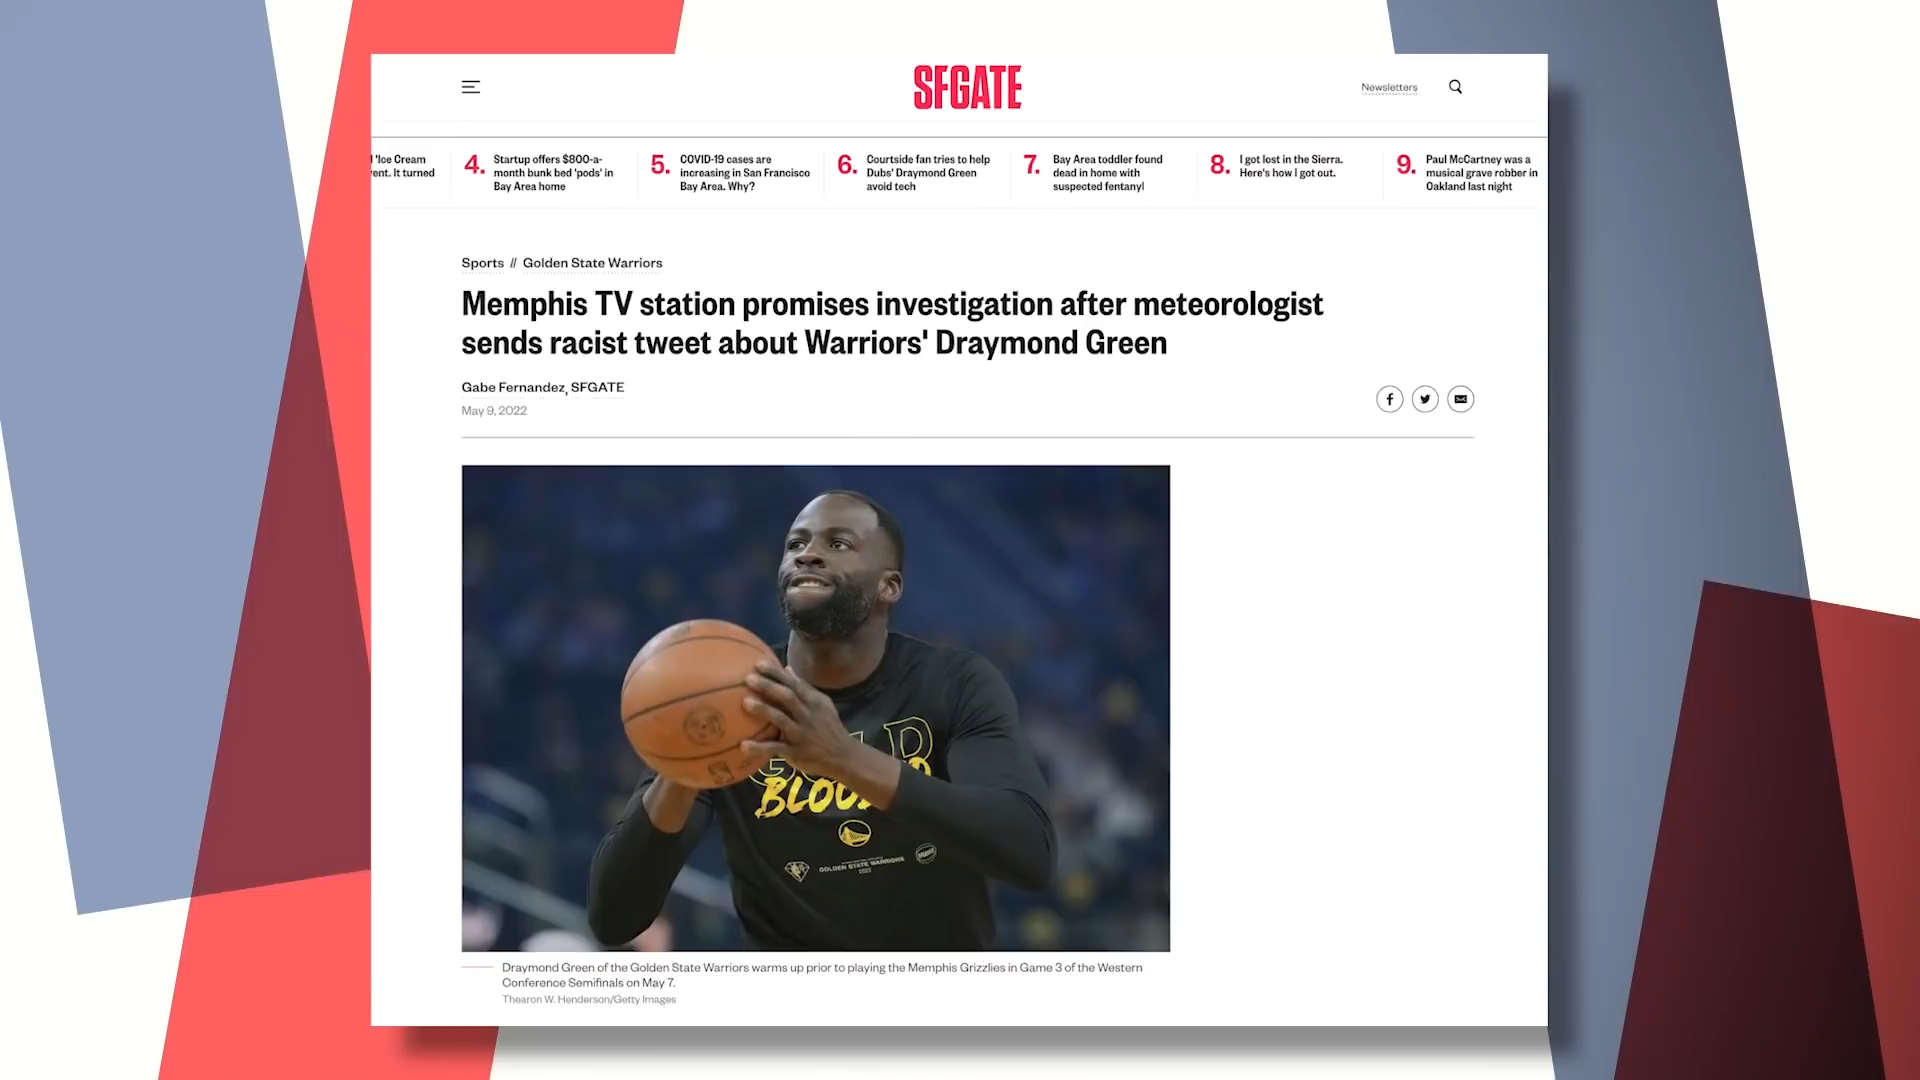 SFGATE
Newsletters
'Ice Cream
4. Startup offers $800-a-
month bunk bed 'pods' in
Bay Area home
It turned
5. COVID-19 cases are
increasing in San Francisco
Bay Area. Why?
6. Courtside fan tries to help
Dubs' Draymond Green
avoid tech
7. Bay Area toddler found
dead in home with
suspected fentanyl
8. I got lost in the Sierra.
Here's how I got out.
9. Paul McCartney was a
musical grave robber in
Oakland last night
Sports // Golden State Warriors
Memphis TV station promises investigation after meteorologist
sends racist tweet about Warriors' Draymond Green
Gabe Fernandez, SFGATE
May 9, 2022
BLOO
GOLDEN STATE WARRIORS
2022
Draymond Green of the Golden State Warriors warms up prior to playing the Memphis Grizzlies in Game 3 of the Western
Conference Semifinals on May 7.
Thearon W. Henderson/Getty Images